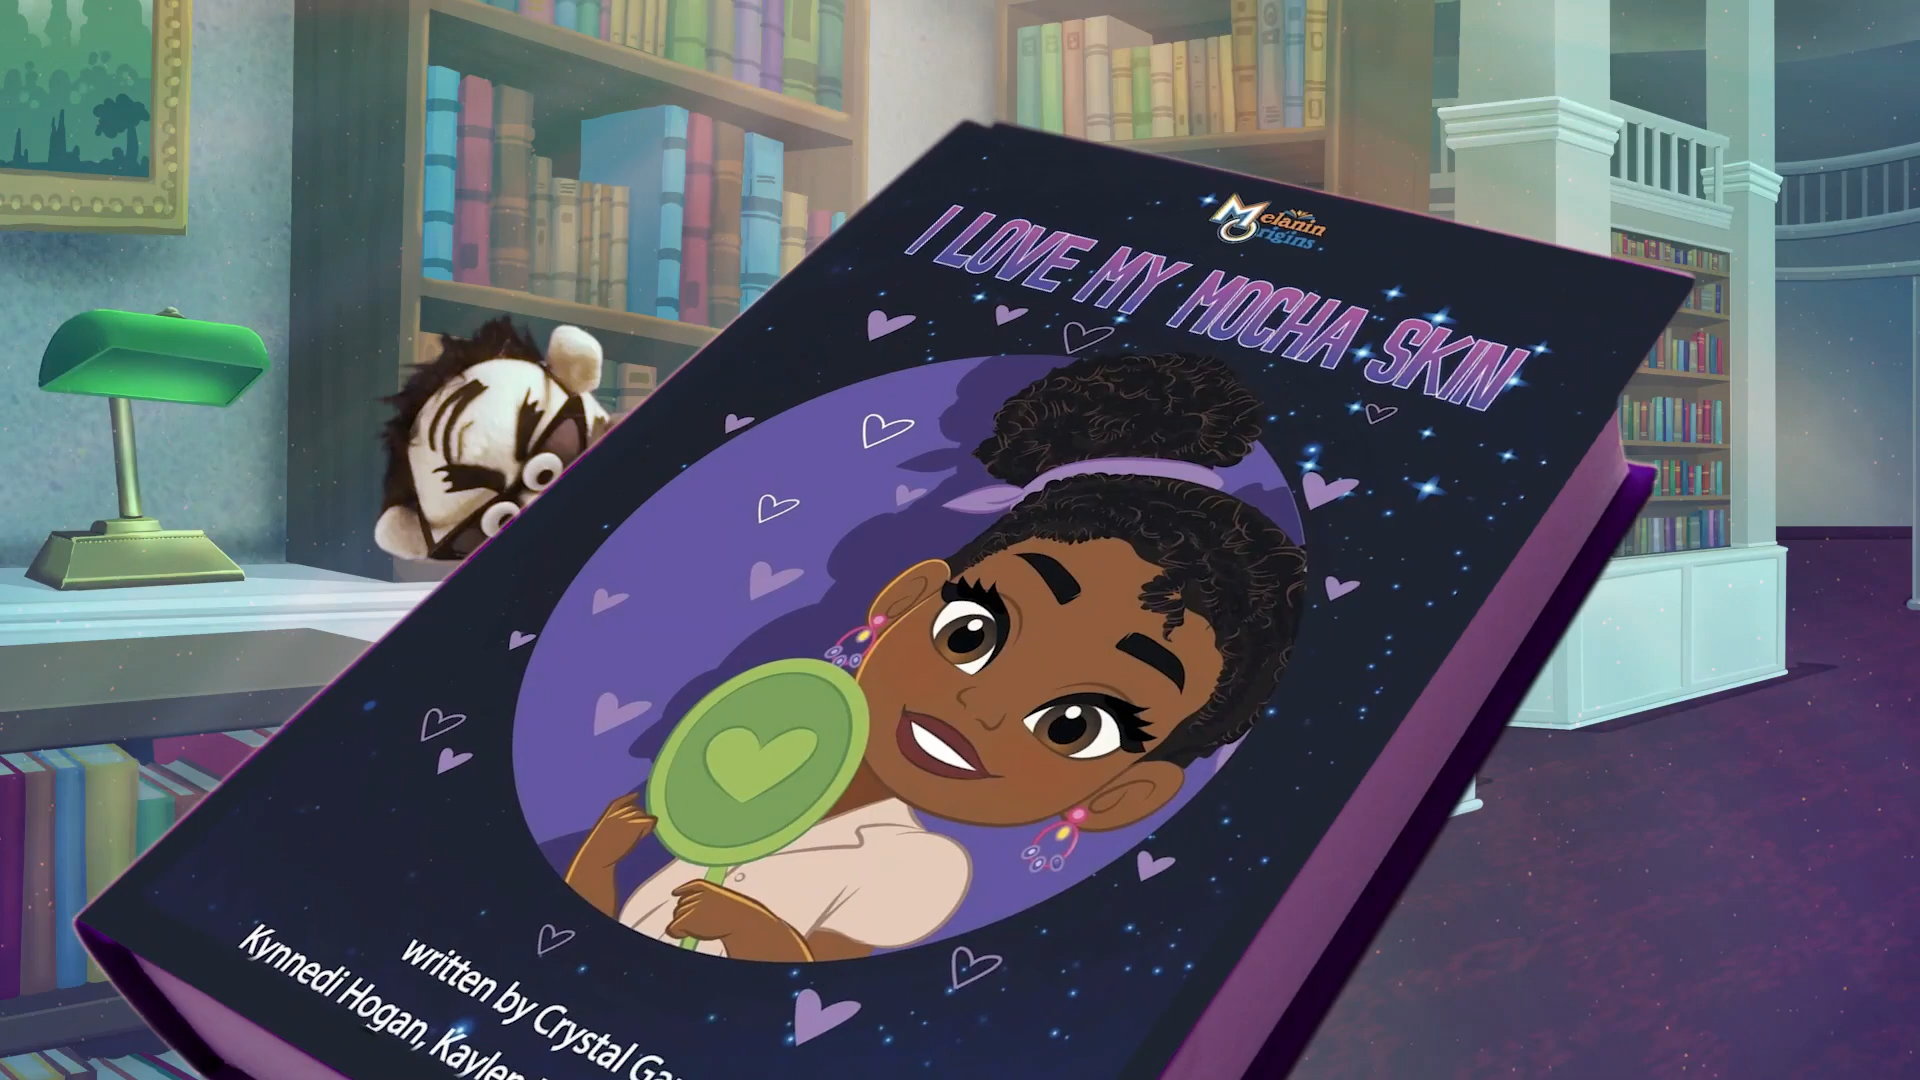 Melanin
Origins
I LOVE MY MOCHA SKIN
written by Crystal
Kynnedi Hogan,